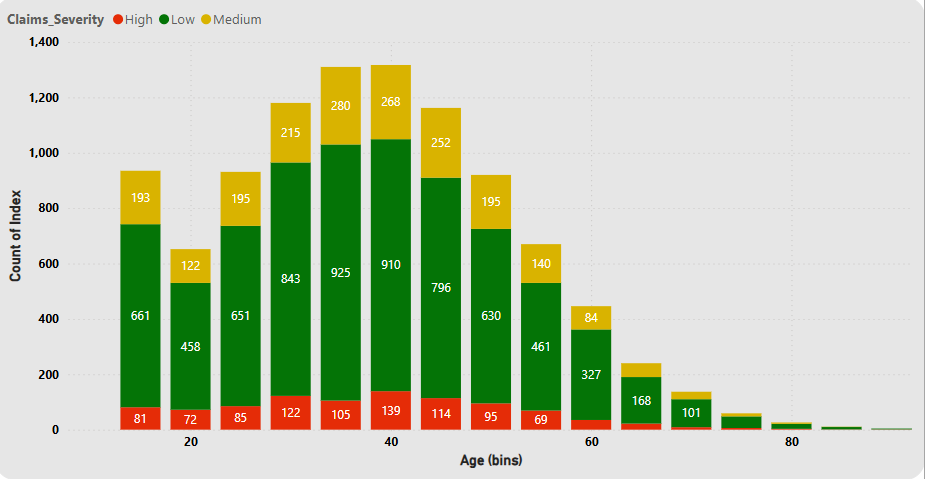 Claims_Severity High Low Medium
1,400
1,200
1,000
800
600
400
200
0
Count of Index
193 122 195 215 280 268 252 195 140 84
661 458 651 843 925 910 796 630 461 327 168 101
81 72 85 122 105 139 114 95 69
20 40 60 80
Age (bins)